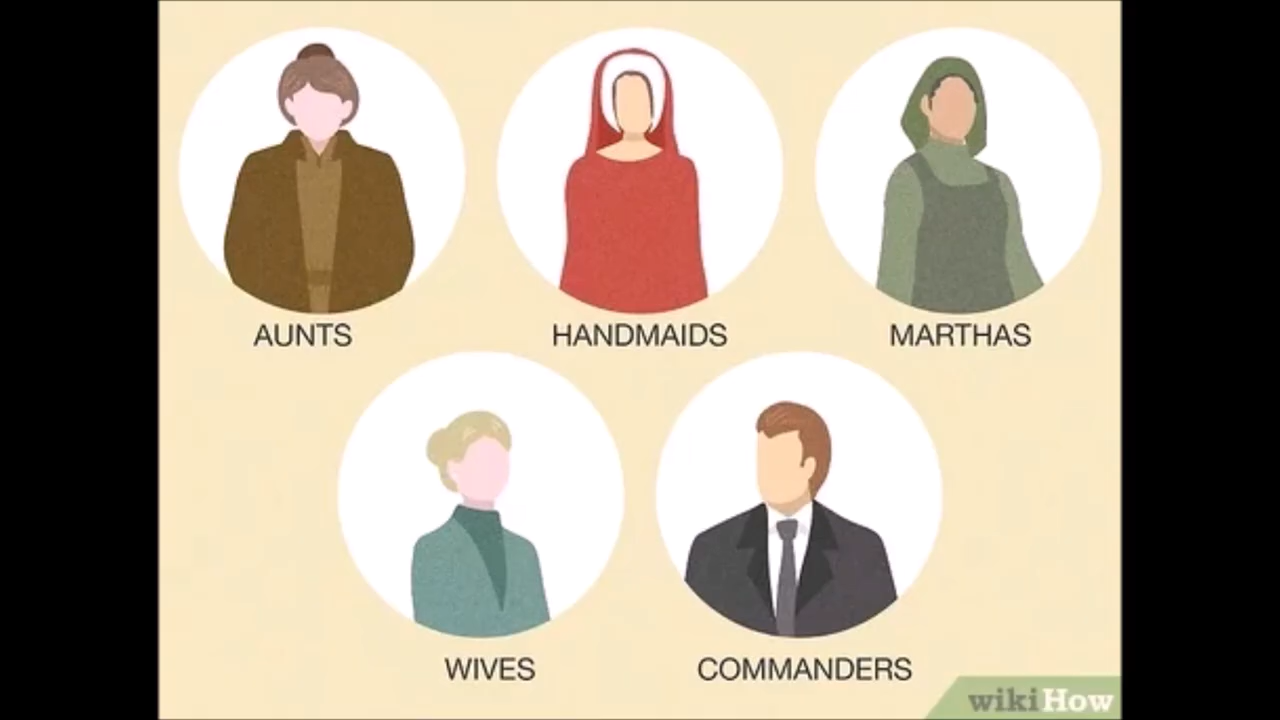 AUNTS
HANDMAIDS
MARTHAS
WIVES
COMMANDERS
wikiHow